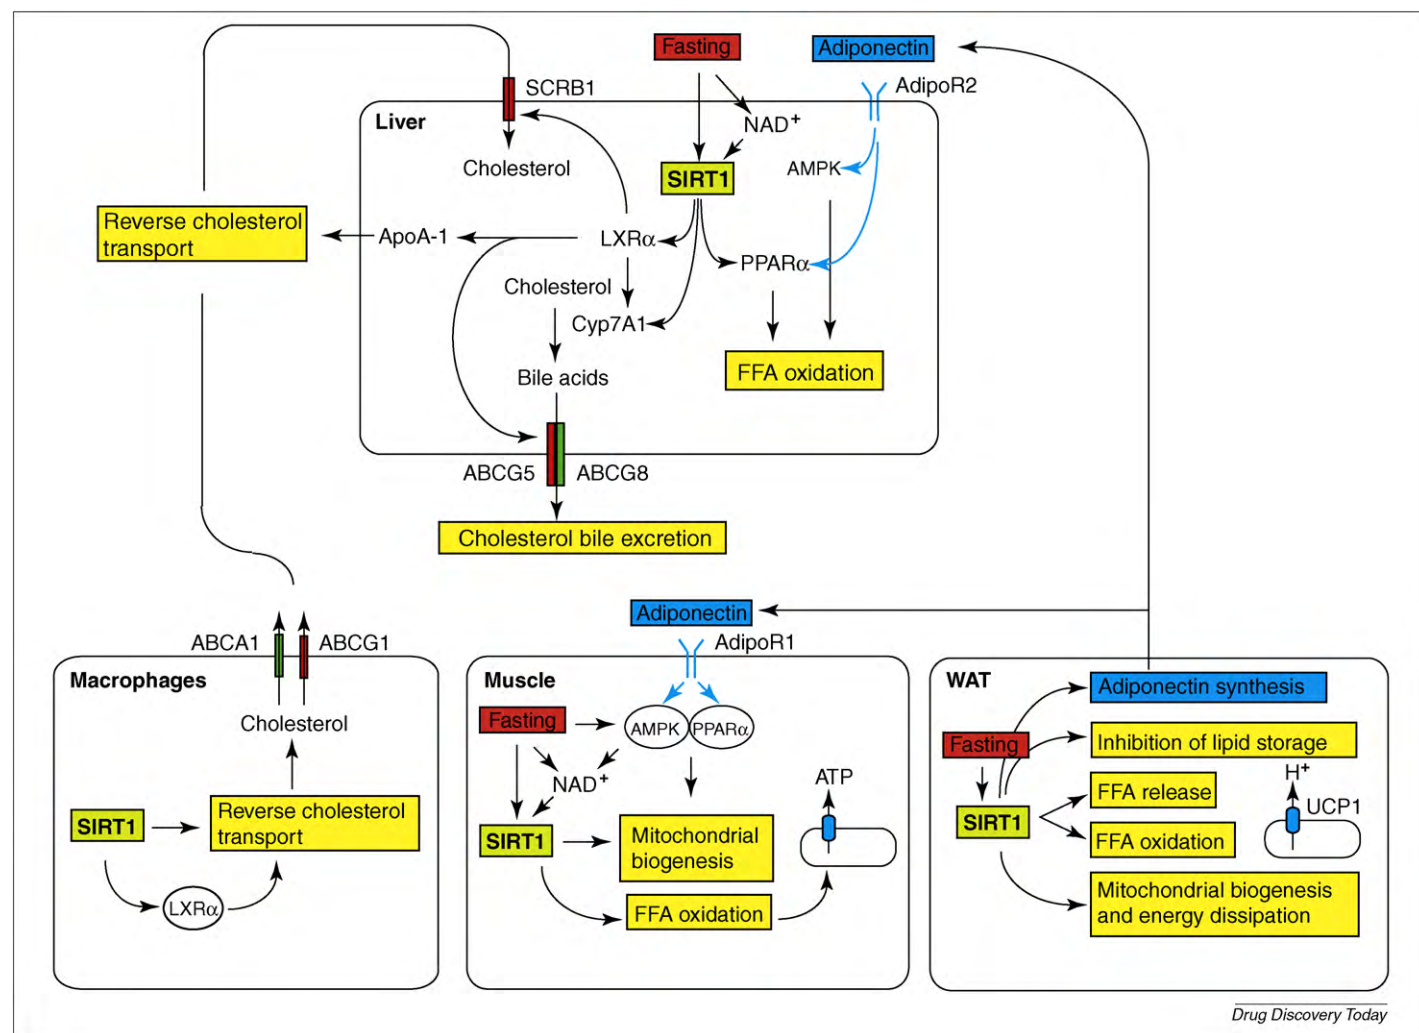 Fasting
Adiponectin
SCRB1
AdipoR2
Liver
NAD+
Cholesterol
SIRT1
AMPK
Reverse cholesterol
transport
ApoA-1
LXRα
PPARα
Cholesterol
Cyp7A1
Bile acids
FFA oxidation
ABCG5
ABCG8
Cholesterol bile excretion
Adiponectin
ABCA1
ABCG1
AdipoR1
Macrophages
Cholesterol
SIRT1
Reverse cholesterol
transport
LXRα
Muscle
Fasting
AMPK
PPARα
NAD+
ATP
SIRT1
Mitochondrial
biogenesis
FFA oxidation
WAT
Adiponectin synthesis
Fasting
Inhibition of lipid storage
H+
FFA release
UCP1
SIRT1
FFA oxidation
Mitochondrial biogenesis
and energy dissipation
Drug Discovery Today